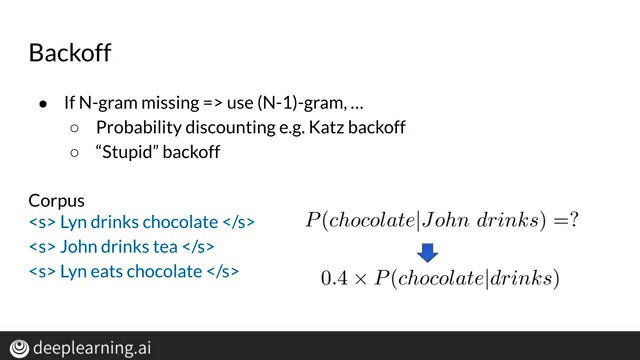 Backoff
● If N-gram missing => use (N-1)-gram, …
○ Probability discounting e.g. Katz backoff
○ “Stupid” backoff
Corpus
<s> Lyn drinks chocolate </s>
<s> John drinks tea </s>
<s> Lyn eats chocolate </s>
P(chocolate|John drinks) =?
0.4 × P(chocolate|drinks)
deeplearning.ai